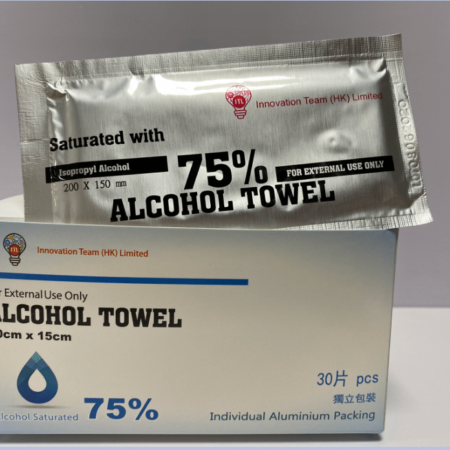 Innovation Team (HK) Limited
Saturated with
Isopropyl Alcohol
200 X 150 mm
75%
FOR EXTERNAL USE ONLY
ALCOHOL TOWEL
Innovation Team (HK) Limited
External Use Only
ALCOHOL TOWEL
0cm x 15cm
Alcohol Saturated 75%
30片 pcs
獨立包裝
Individual Aluminium Packing